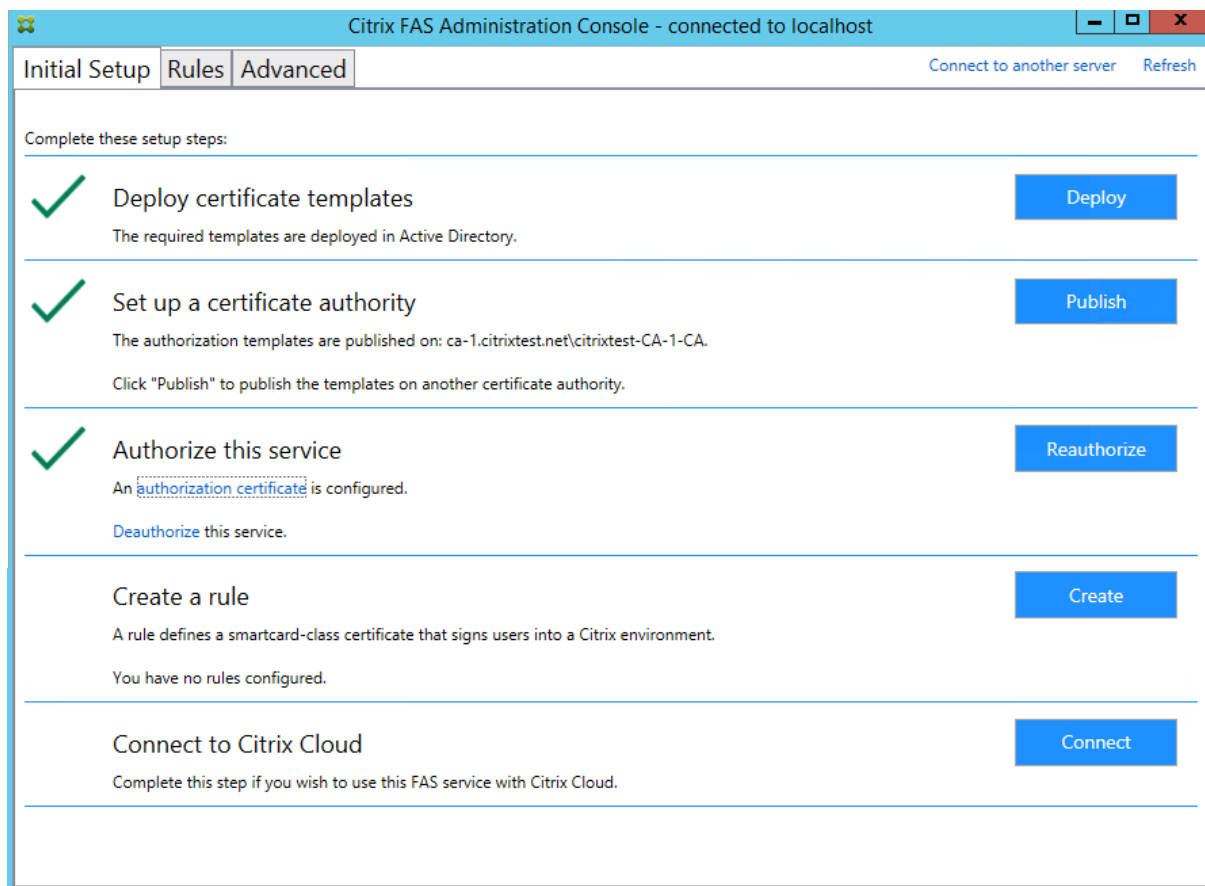 Citrix FAS Administration Console - connected to localhost
Initial Setup Rules Advanced Connect to another server Refresh
Complete these setup steps:
Deploy certificate templates Deploy
The required templates are deployed in Active Directory.
Set up a certificate authority Publish
The authorization templates are published on: ca-1.citrixtest.net\citrixtest-CA-1-CA.
Click "Publish" to publish the templates on another certificate authority.
Authorize this service Reauthorize
An authorization certificate is configured.
Deauthorize this service.
Create a rule Create
A rule defines a smartcard-class certificate that signs users into a Citrix environment.
You have no rules configured.
Connect to Citrix Cloud Connect
Complete this step if you wish to use this FAS service with Citrix Cloud.